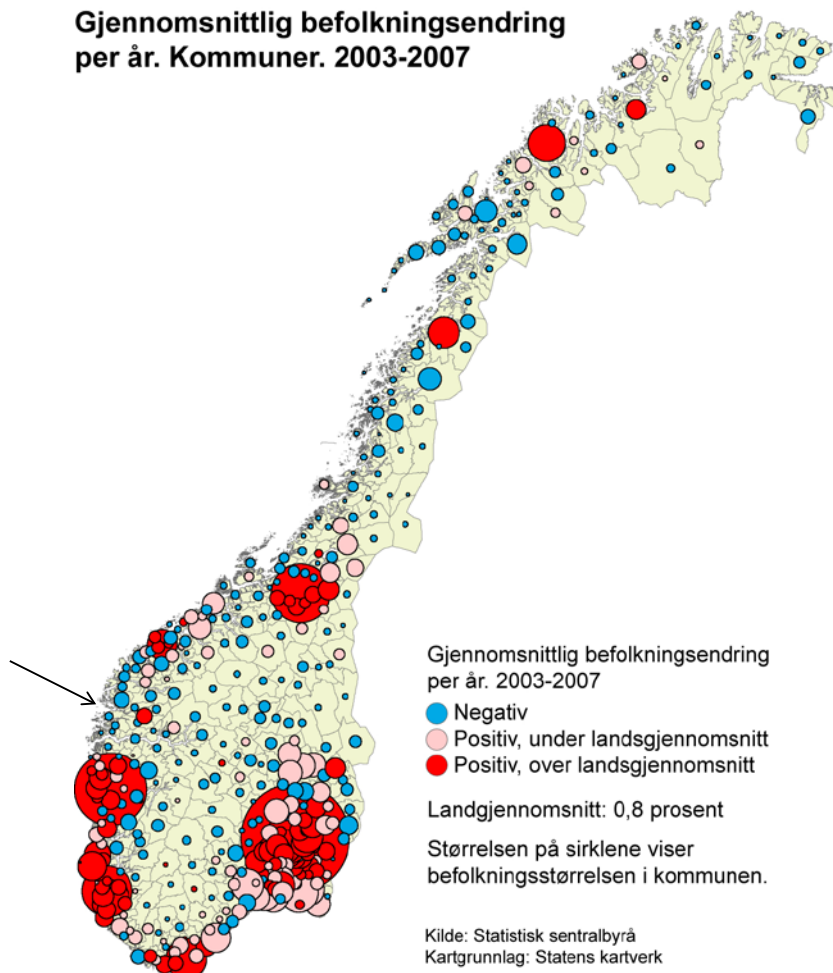 Gjennomsnittlig befolkningsendring
per år. Kommuner. 2003-2007
Gjennomsnittlig befolkningsendring
per år. 2003-2007
Negativ
Positiv, under landsgjennomsnitt
Positiv, over landsgjennomsnitt
Landgjennomsnitt: 0,8 prosent
Størrelsen på sirklene viser
befolkningsstørrelsen i kommunen.
Kilde: Statistisk sentralbyrå
Kartgrunnlag: Statens kartverk